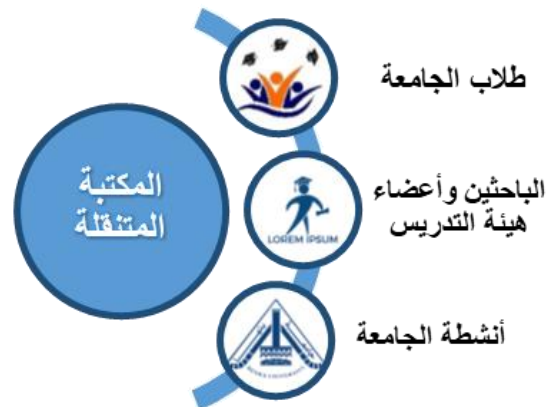 طلاب الجامعة
المكتبة
المتنقلة
الباحثين وأعضاء
هيئة التدريس
LOREM IPSUM
أنشطة الجامعة